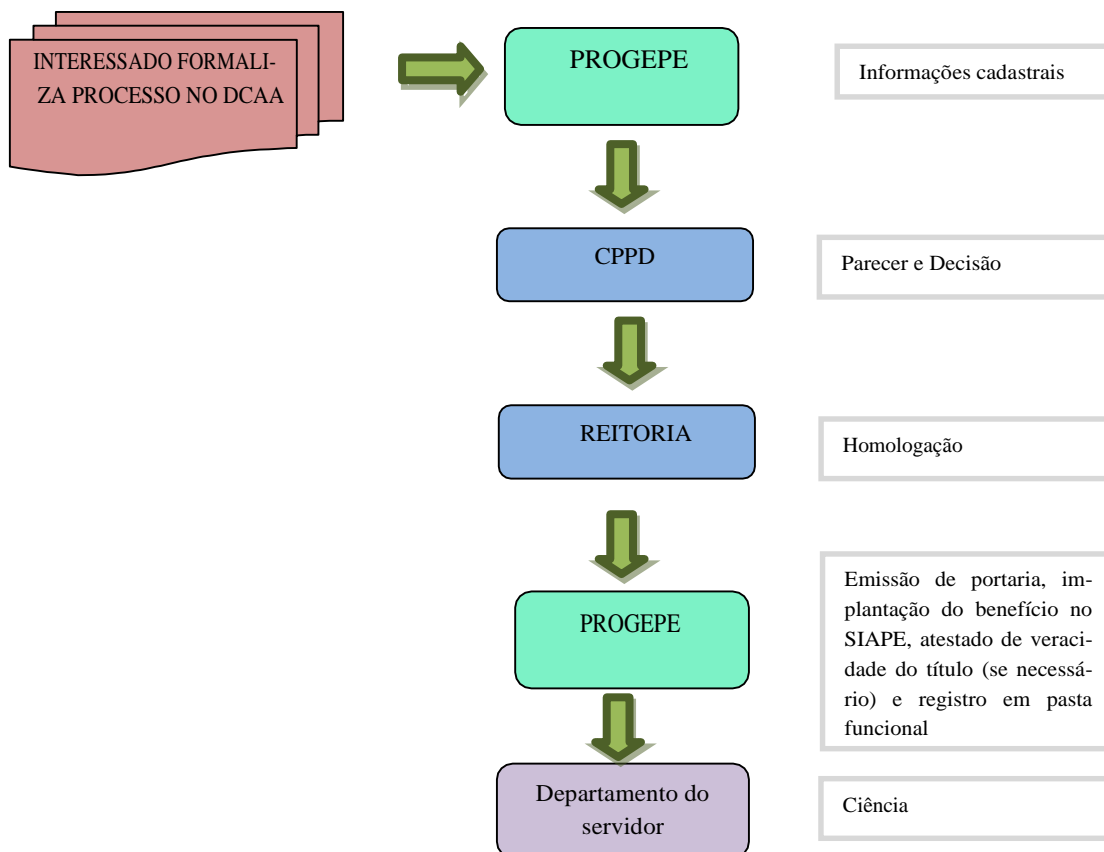 INTERESSADO FORMALI-
ZA PROCESSO NO DCAA
PROGEPE
Informações cadastrais
CPPD
Parecer e Decisão
REITORIA
Homologação
PROGEPE
Emissão de portaria, im-
plantação do benefício no
SIAPE, atestado de veraci-
dade do título (se necessá-
rio) e registro em pasta
funcional
Departamento do
servidor
Ciência